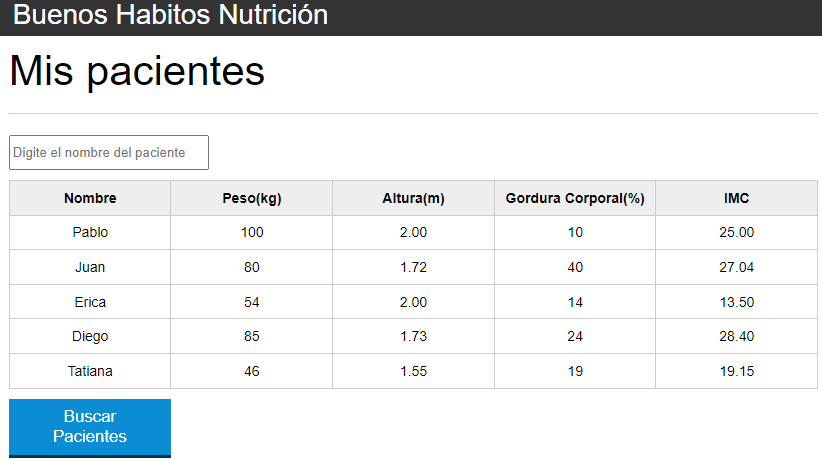 Buenos Habitos Nutrición
Mis pacientes
Digite el nombre del paciente
Nombre Peso(kg) Altura(m) Gordura Corporal(%) IMC
Pablo 100 2.00 10 25.00
Juan 80 1.72 40 27.04
Erica 54 2.00 14 13.50
Diego 85 1.73 24 28.40
Tatiana 46 1.55 19 19.15
Buscar
Pacientes